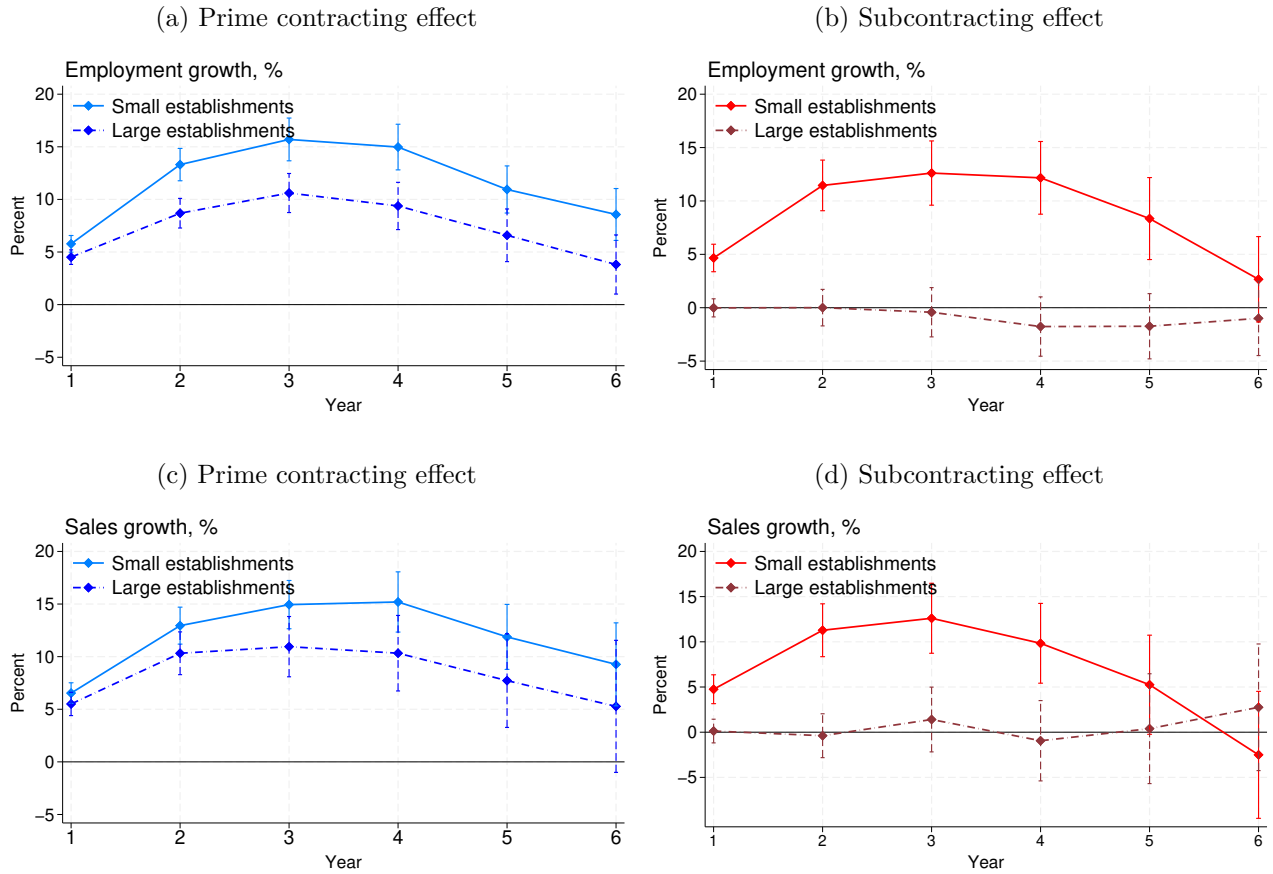 (a) Prime contracting effect
Employment growth, %
Small establishments
Large establishments
Percent
20
15
10
5
0
−5
1 2 3 4 5 6
Year
(b) Subcontracting effect
Employment growth, %
Small establishments
Large establishments
Percent
20
15
10
5
0
−5
1 2 3 4 5 6
Year
(c) Prime contracting effect
Sales growth, %
Small establishments
Large establishments
Percent
20
15
10
5
0
−5
1 2 3 4 5 6
Year
(d) Subcontracting effect
Sales growth, %
Small establishments
Large establishments
Percent
20
15
10
5
0
−5
1 2 3 4 5 6
Year